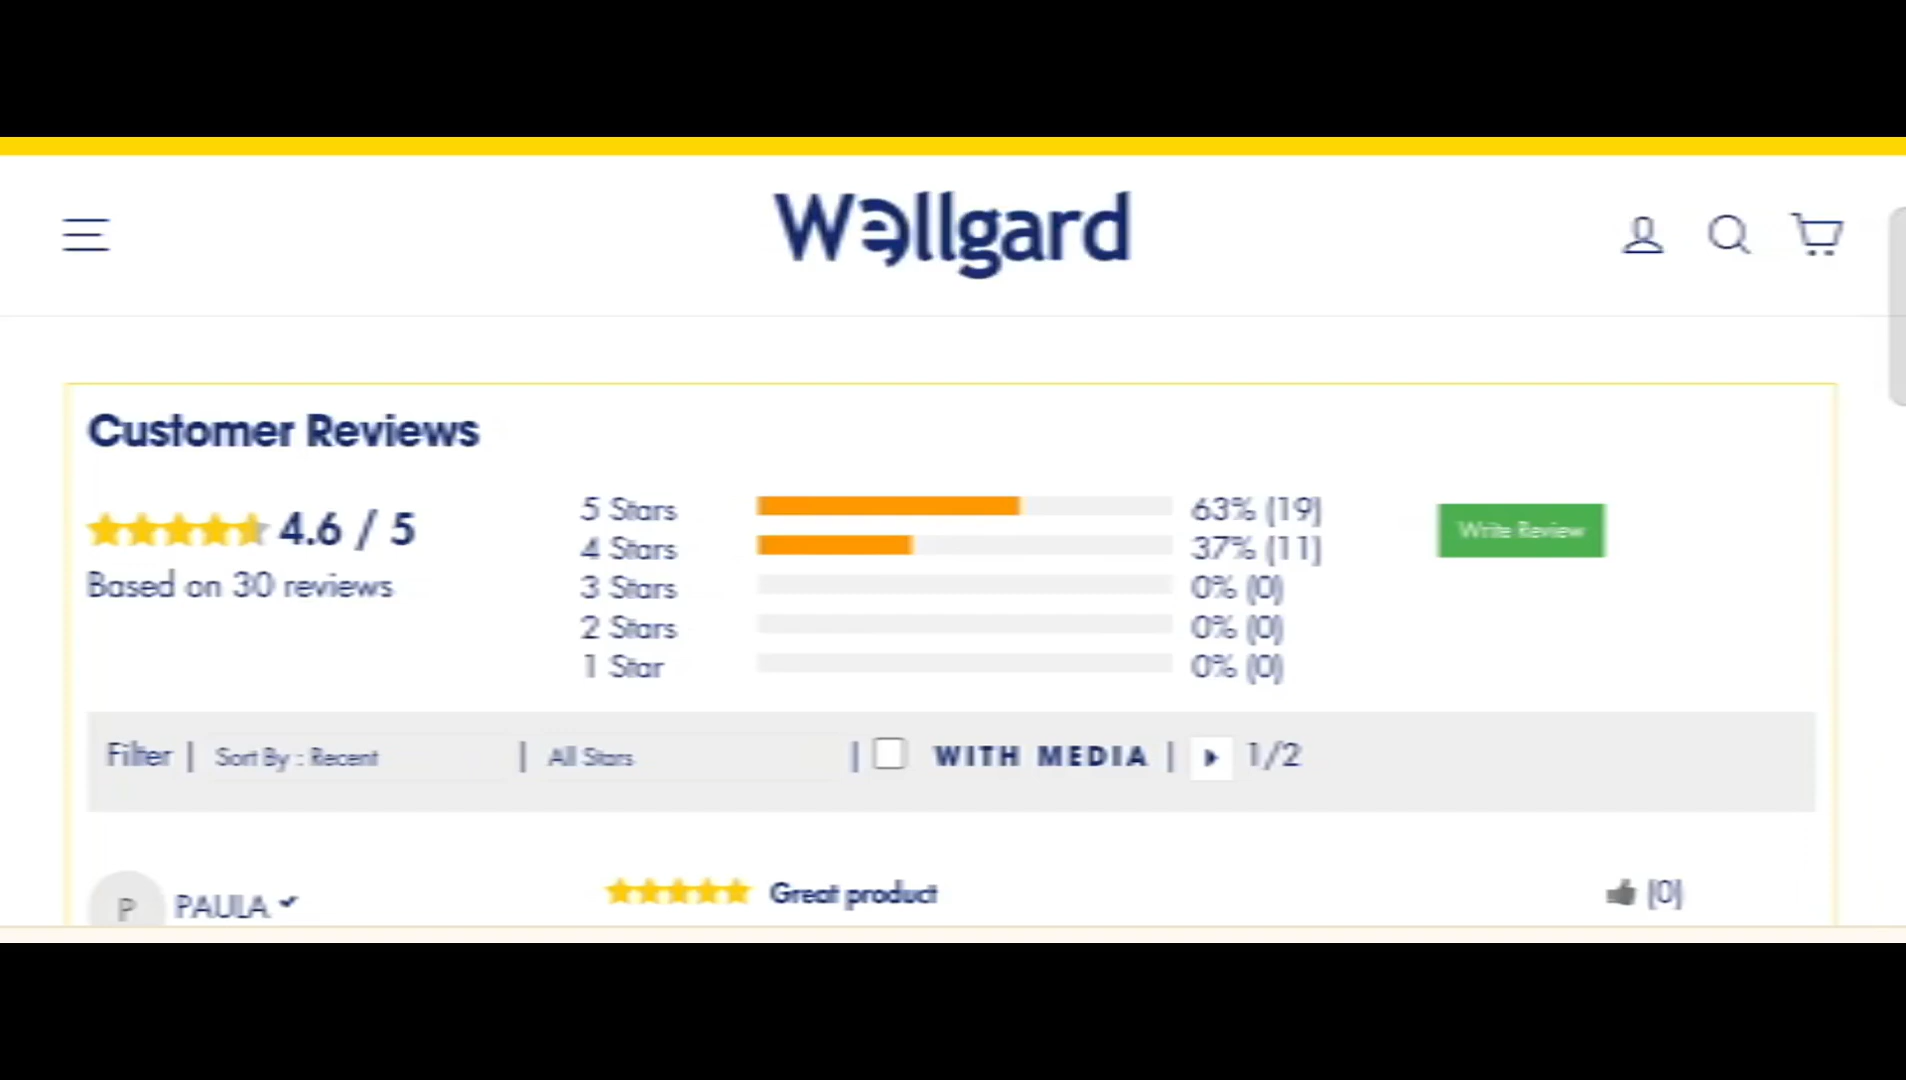 Wellgard
Customer Reviews
4.6 / 5
Based on 30 reviews
5 Stars 63% (19)
4 Stars 37% (11)
3 Stars 0% (0)
2 Stars 0% (0)
1 Star 0% (0)
Write Review
Filter | Sort By : Recent | All Stars | WITH MEDIA | 1/2
P PAULA Great product (0)